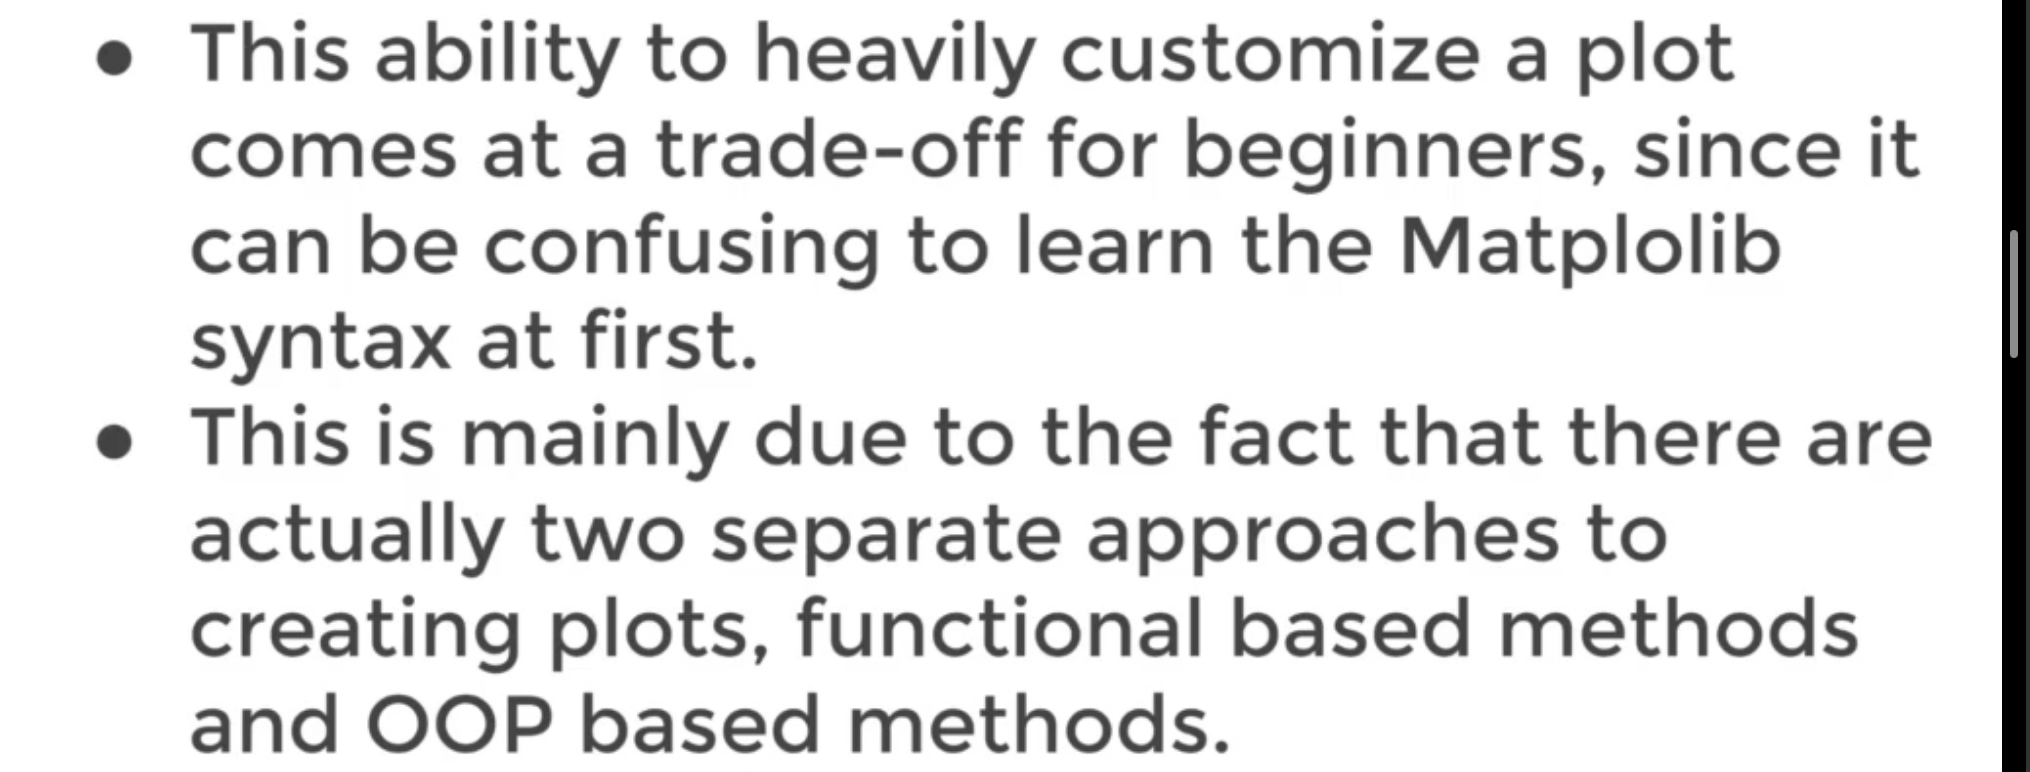 ● This ability to heavily customize a plot
comes at a trade-off for beginners, since it
can be confusing to learn the Matplolib
syntax at first.
● This is mainly due to the fact that there are
actually two separate approaches to
creating plots, functional based methods
and OOP based methods.